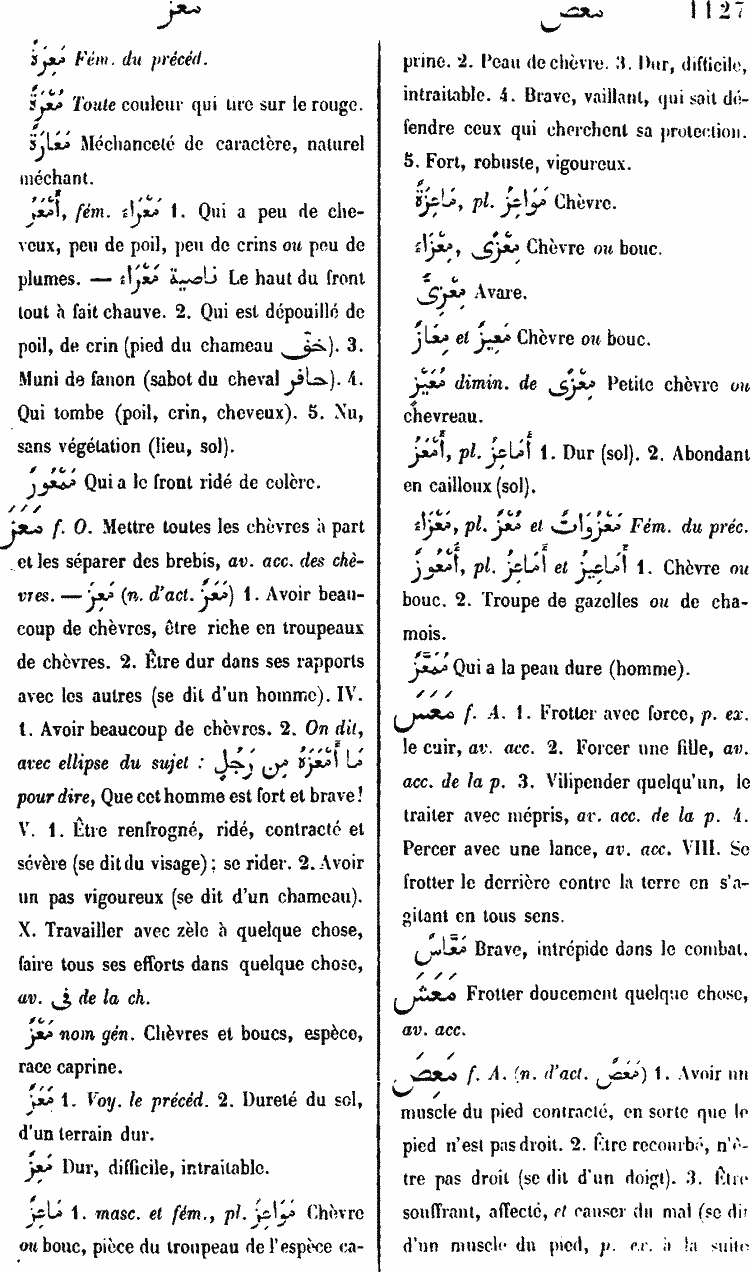 معز
معص
1127
مَعِرَةٌ Fém. du précéd.
مُعْرَةٌ Toute couleur qui tire sur le rouge.
مَعَارَةٌ Méchanceté de caractère, naturel
méchant.
أَمْعَرُ, fém. مَعْرَاءُ 1. Qui a peu de che-
veux, peu de poil, peu de crins ou peu de
plumes. — ناصية مَعْرَاءُ Le haut du front
tout à fait chauve. 2. Qui est dépouillé de
poil, de crin (pied du chameau خُفّ). 3.
Muni de fanon (sabot du cheval حافر). 4.
Qui tombe (poil, crin, cheveux). 5. Nu,
sans végétation (lieu, sol).
مَمْعُورٌ Qui a le front ridé de colère.
مَعَزَ f. O. Mettre toutes les chèvres à part
et les séparer des brebis, av. acc. des chè-
vres. — مَعِزَ (n. d'act. مَعَزٌ) 1. Avoir beau-
coup de chèvres, être riche en troupeaux
de chèvres. 2. Être dur dans ses rapports
avec les autres (se dit d'un homme). IV.
1. Avoir beaucoup de chèvres. 2. On dit,
avec ellipse du sujet : مَا أَمْعَزَهُ مِن رَجُلٍ
pour dire, Que cet homme est fort et brave!
V. 1. Être renfrogné, ridé, contracté et
sévère (se dit du visage); se rider. 2. Avoir
un pas vigoureux (se dit d'un chameau).
X. Travailler avec zèle à quelque chose,
faire tous ses efforts dans quelque chose,
av. فى de la ch.
مَعْزٌ nom gén. Chèvres et boucs, espèce,
race caprine.
مَعَزٌ 1. Voy. le précéd. 2. Dureté du sol,
d'un terrain dur.
مَعِزٌ Dur, difficile, intraitable.
مَاعِزٌ 1. masc. et fém., pl. مَوَاعِزُ Chèvre
ou bouc, pièce du troupeau de l'espèce ca-
prine. 2. Peau de chèvre. 3. Dur, difficile,
intraitable. 4. Brave, vaillant, qui sait dé-
fendre ceux qui cherchent sa protection.
5. Fort, robuste, vigoureux.
مَاعِزَةٌ, pl. مَوَاعِزُ Chèvre.
مِعْزَاءُ, مِعْزًى Chèvre ou bouc.
مِعْزِىٌّ Avare.
مِعَازٌ et مَعِيزٌ Chèvre ou bouc.
مُعَيْزٍ dimin. de مِعْزًى Petite chèvre ou
chevreau.
أَمْعَزُ, pl. أَمَاعِزُ 1. Dur (sol). 2. Abondant
en cailloux (sol).
مَعْزَاءُ, pl. مُعْزٌ et مَعْزَوَاتٌ Fém. du préc.
أُمْعُوزٌ, pl. أَمَاعِزُ et أَمَاعِيزُ 1. Chèvre ou
bouc. 2. Troupe de gazelles ou de cha-
mois.
مُمَعَّزٌ Qui a la peau dure (homme).
مَعَسَ f. A. 1. Frotter avec force, p. ex.
le cuir, av. acc. 2. Forcer une fille, av.
acc. de la p. 3. Vilipender quelqu'un, le
traiter avec mépris, av. acc. de la p. 4.
Percer avec une lance, av. acc. VIII. Se
frotter le derrière contre la terre en s'a-
gitant en tous sens.
مَعَّاسٌ Brave, intrépide dans le combat.
مَعَشَ Frotter doucement quelque chose,
av. acc.
مَعِصَ f. A. (n. d'act. مَعَصٌ) 1. Avoir un
muscle du pied contracté, en sorte que le
pied n'est pas droit. 2. Être recourbé, n'ê-
tre pas droit (se dit d'un doigt). 3. Être
souffrant, affecté, et causer du mal (se dit
d'un muscle du pied, p. ex. à la suite